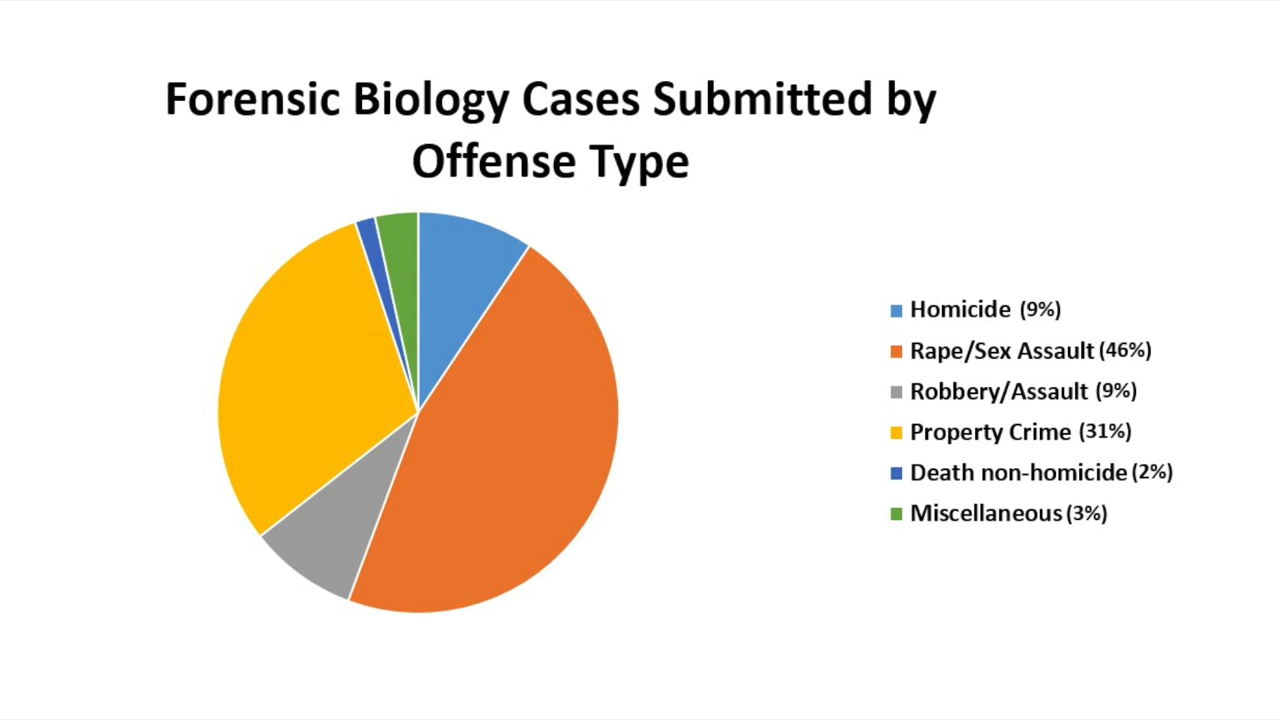 Forensic Biology Cases Submitted by
Offense Type
Homicide (9%)
Rape/Sex Assault (46%)
Robbery/Assault (9%)
Property Crime (31%)
Death non-homicide (2%)
Miscellaneous (3%)